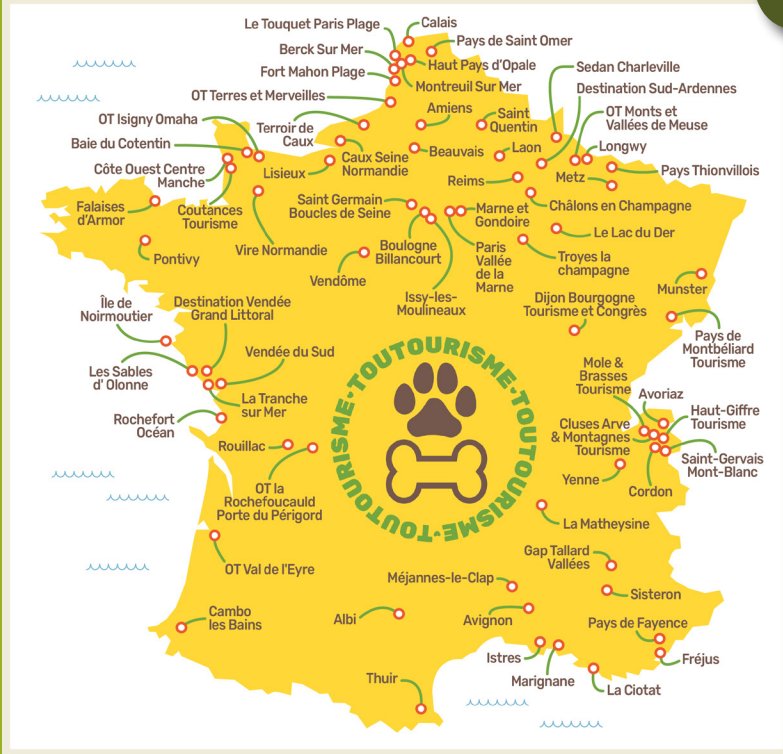 Le Touquet Paris Plage
Calais
Berck Sur Mer
Pays de Saint Omer
Fort Mahon Plage
Haut Pays d'Opale
Montreuil Sur Mer
OT Terres et Merveilles
Sedan Charleville
Destination Sud-Ardennes
OT Isigny Omaha
Terroir de
Caux
Amiens
Saint
Quentin
OT Monts et
Vallées de Meuse
Baie du Cotentin
Caux Seine
Normandie
Beauvais
Laon
Longwy
Côte Ouest Centre
Manche
Lisieux
Reims
Metz
Pays Thionvillois
Falaises
d'Armor
Coutances
Tourisme
Saint Germain
Boucles de Seine
Marne et
Gondoire
Châlons en Champagne
Pontivy
Vire Normandie
Boulogne
Billancourt
Paris
Vallée
de la
Marne
Le Lac du Der
Troyes la
champagne
Vendôme
Issy-les-
Moulineaux
Munster
Île de
Noirmoutier
Destination Vendée
Grand Littoral
Dijon Bourgogne
Tourisme et Congrès
Pays de
Montbéliard
Tourisme
Vendée du Sud
Les Sables
d' Olonne
La Tranche
sur Mer
Mole &
Brasses
Tourisme
Avoriaz
Rochefort
Océan
Haut-Giffre
Tourisme
Cluses Arve
& Montagnes
Tourisme
Rouillac
Saint-Gervais
Mont-Blanc
OT la
Rochefoucauld
Porte du Périgord
Yenne
Cordon
TOUTOURISME·TOUTOURISME·TOUTOURISME·
La Matheysine
OT Val de l'Eyre
Gap Tallard
Vallées
Méjannes-le-Clap
Sisteron
Cambo
les Bains
Albi
Avignon
Pays de Fayence
Istres
Marignane
Fréjus
Thuir
La Ciotat